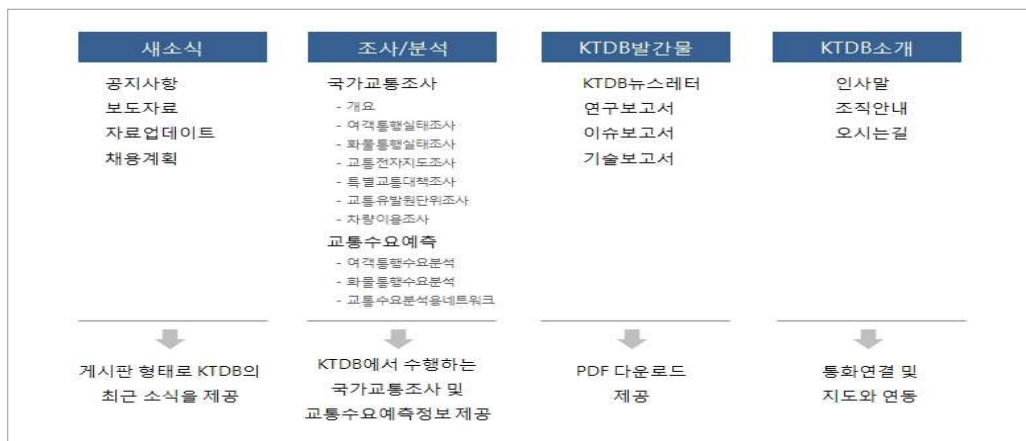 새소식
공지사항
보도자료
자료업데이트
채용계획
게시판 형태로 KTDB의
최근 소식을 제공
조사/분석
국가교통조사
- 개요
- 여객통행실태조사
- 화물통행실태조사
- 교통전자지도조사
- 특별교통대책조사
- 교통유발원단위조사
- 차량이용조사
교통수요예측
- 여객통행수요분석
- 화물통행수요분석
- 교통수요분석용네트워크
KTDB에서 수행하는
국가교통조사 및
교통수요예측정보 제공
KTDB발간물
KTDB뉴스레터
연구보고서
이슈보고서
기술보고서
PDF 다운로드
제공
KTDB소개
인사말
조직안내
오시는길
통화연결 및
지도와 연동